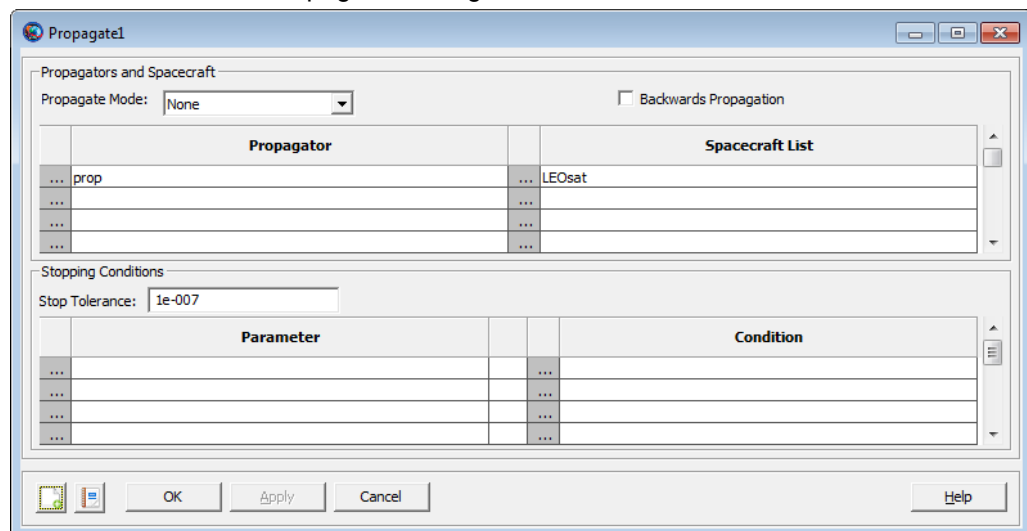 Propagate1
Propagators and Spacecraft
Propagate Mode: None Backwards Propagation
Propagator Spacecraft List
... prop ... LEOsat
... ...
... ...
... ...
Stopping Conditions
Stop Tolerance: 1e-007
Parameter Condition
... ...
... ...
... ...
... ...
OK Apply Cancel Help